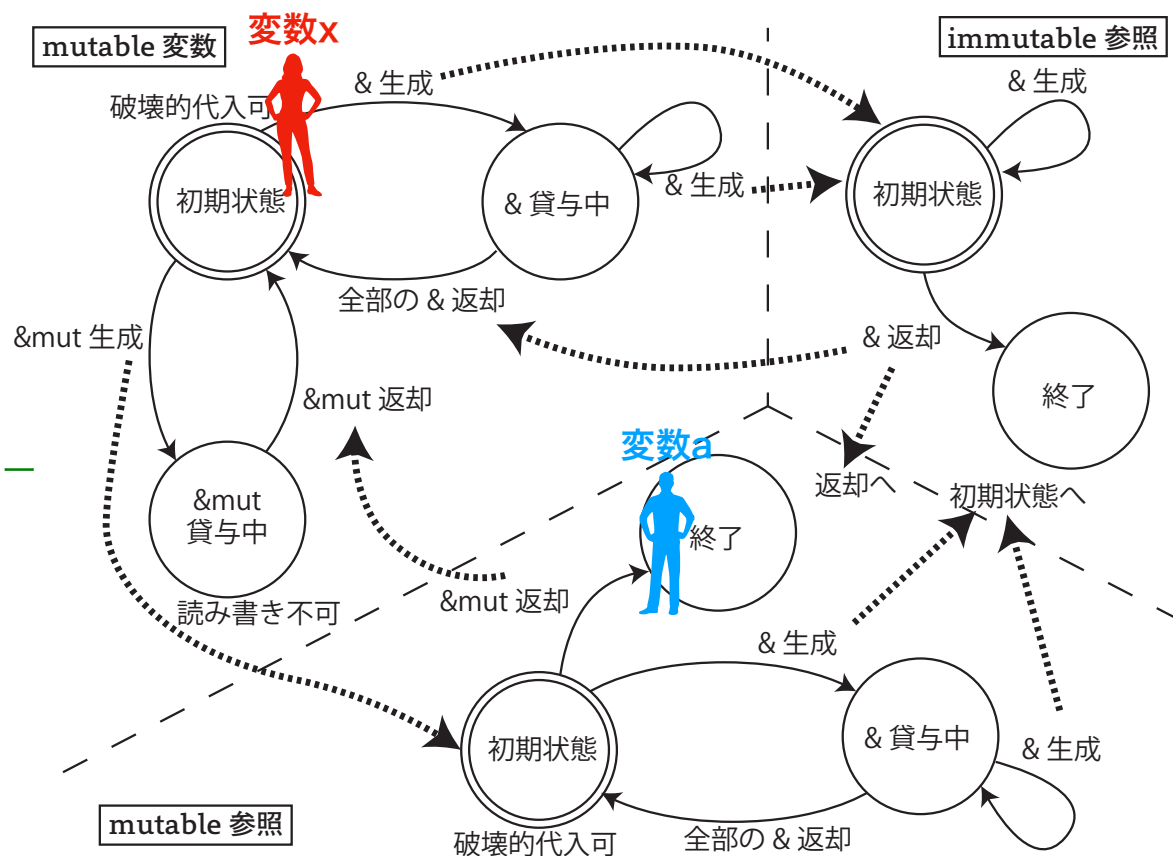 mutable 変数
変数x
immutable 参照
& 生成
& 生成
破壊的代入可
初期状態
& 貸与中
& 生成
初期状態
全部の & 返却
&mut 生成
& 返却
&mut 返却
終了
変数a
返却へ
初期状態へ
&mut
貸与中
終了
読み書き不可
&mut 返却
& 生成
初期状態
& 貸与中
& 生成
mutable 参照
破壊的代入可
全部の & 返却